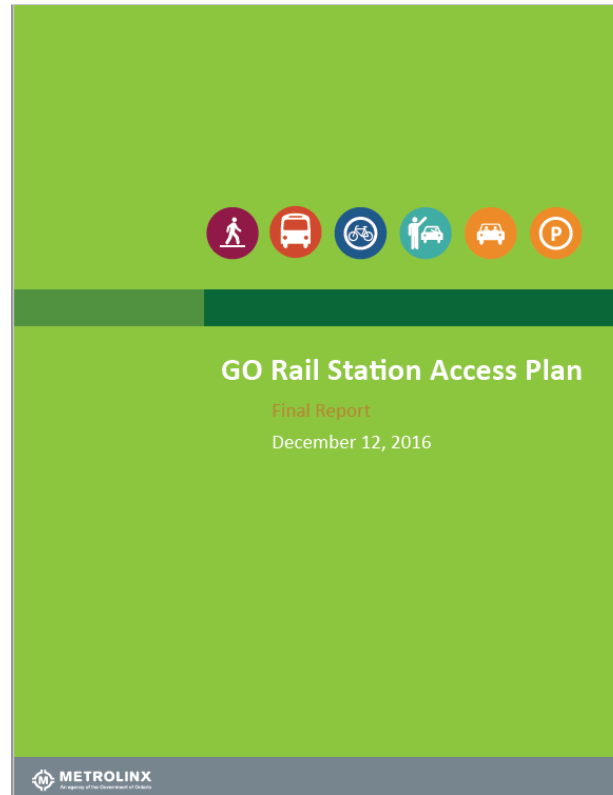 P
GO Rail Station Access Plan
Final Report
December 12, 2016
M
METROLINX
An agency of the Government of Ontario